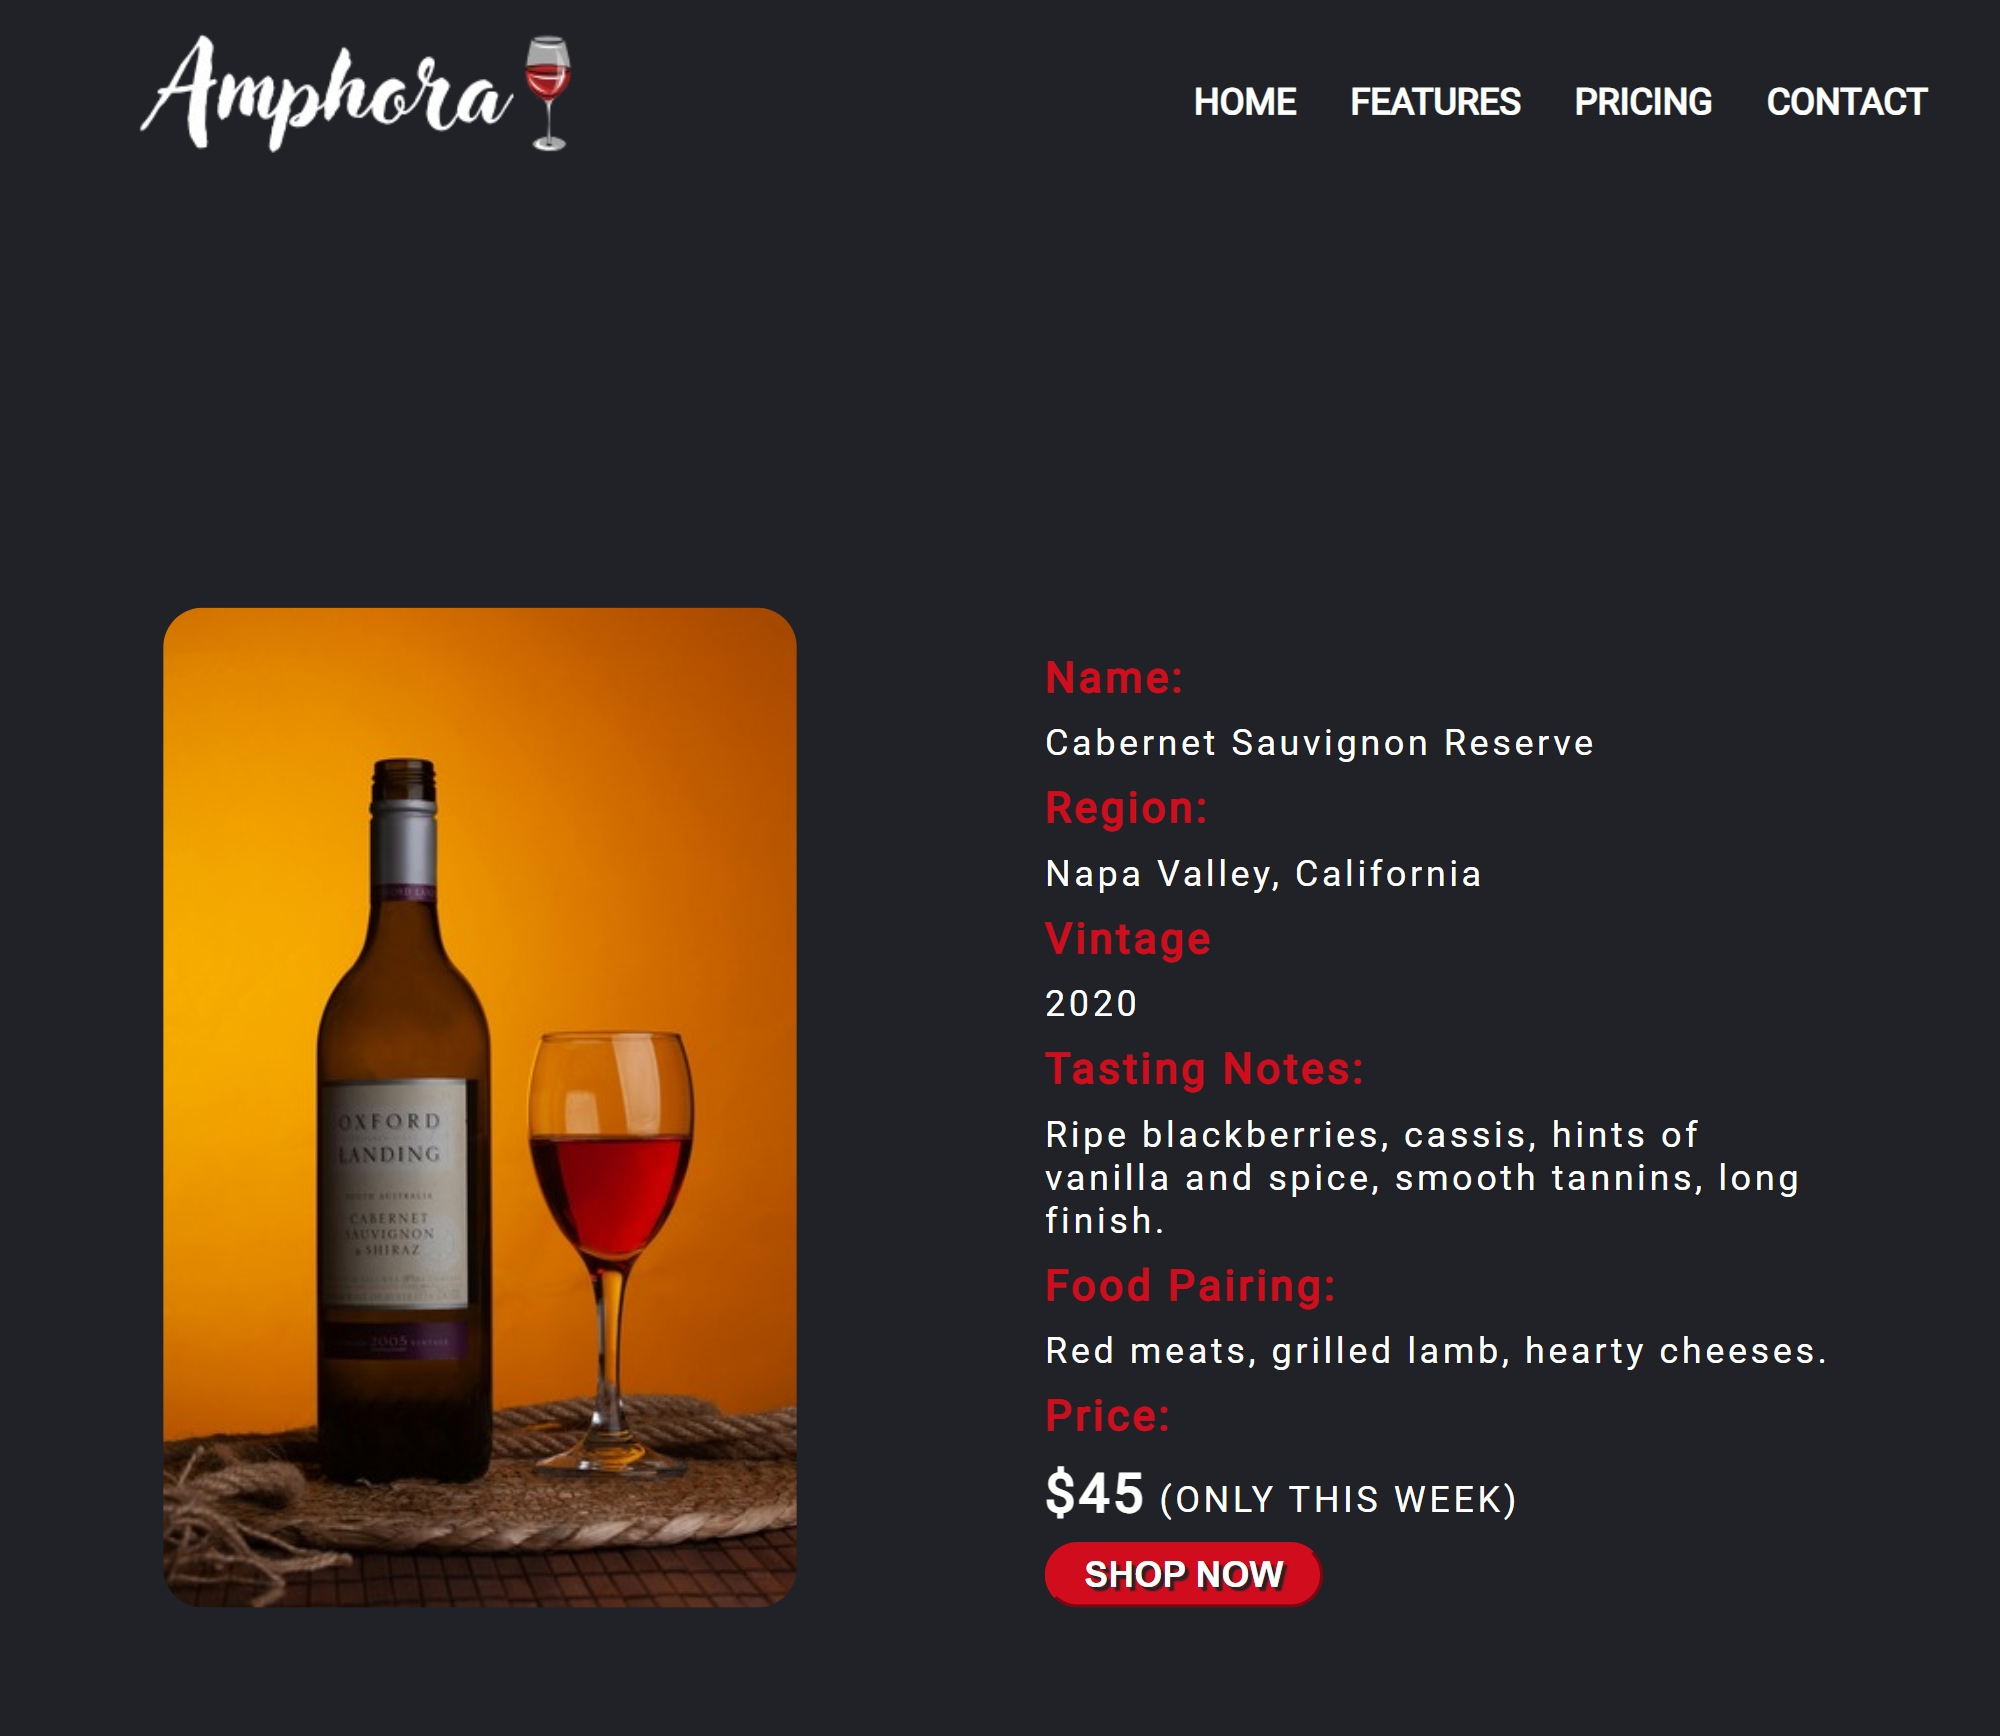 Amphora
HOME FEATURES PRICING CONTACT
OXFORD
LANDING
SOUTH AUSTRALIA
CABERNET
SAUVIGNON
& SHIRAZ
2005 VINTAGE
Name:
Cabernet Sauvignon Reserve
Region:
Napa Valley, California
Vintage
2020
Tasting Notes:
Ripe blackberries, cassis, hints of
vanilla and spice, smooth tannins, long
finish.
Food Pairing:
Red meats, grilled lamb, hearty cheeses.
Price:
$45 (ONLY THIS WEEK)
SHOP NOW